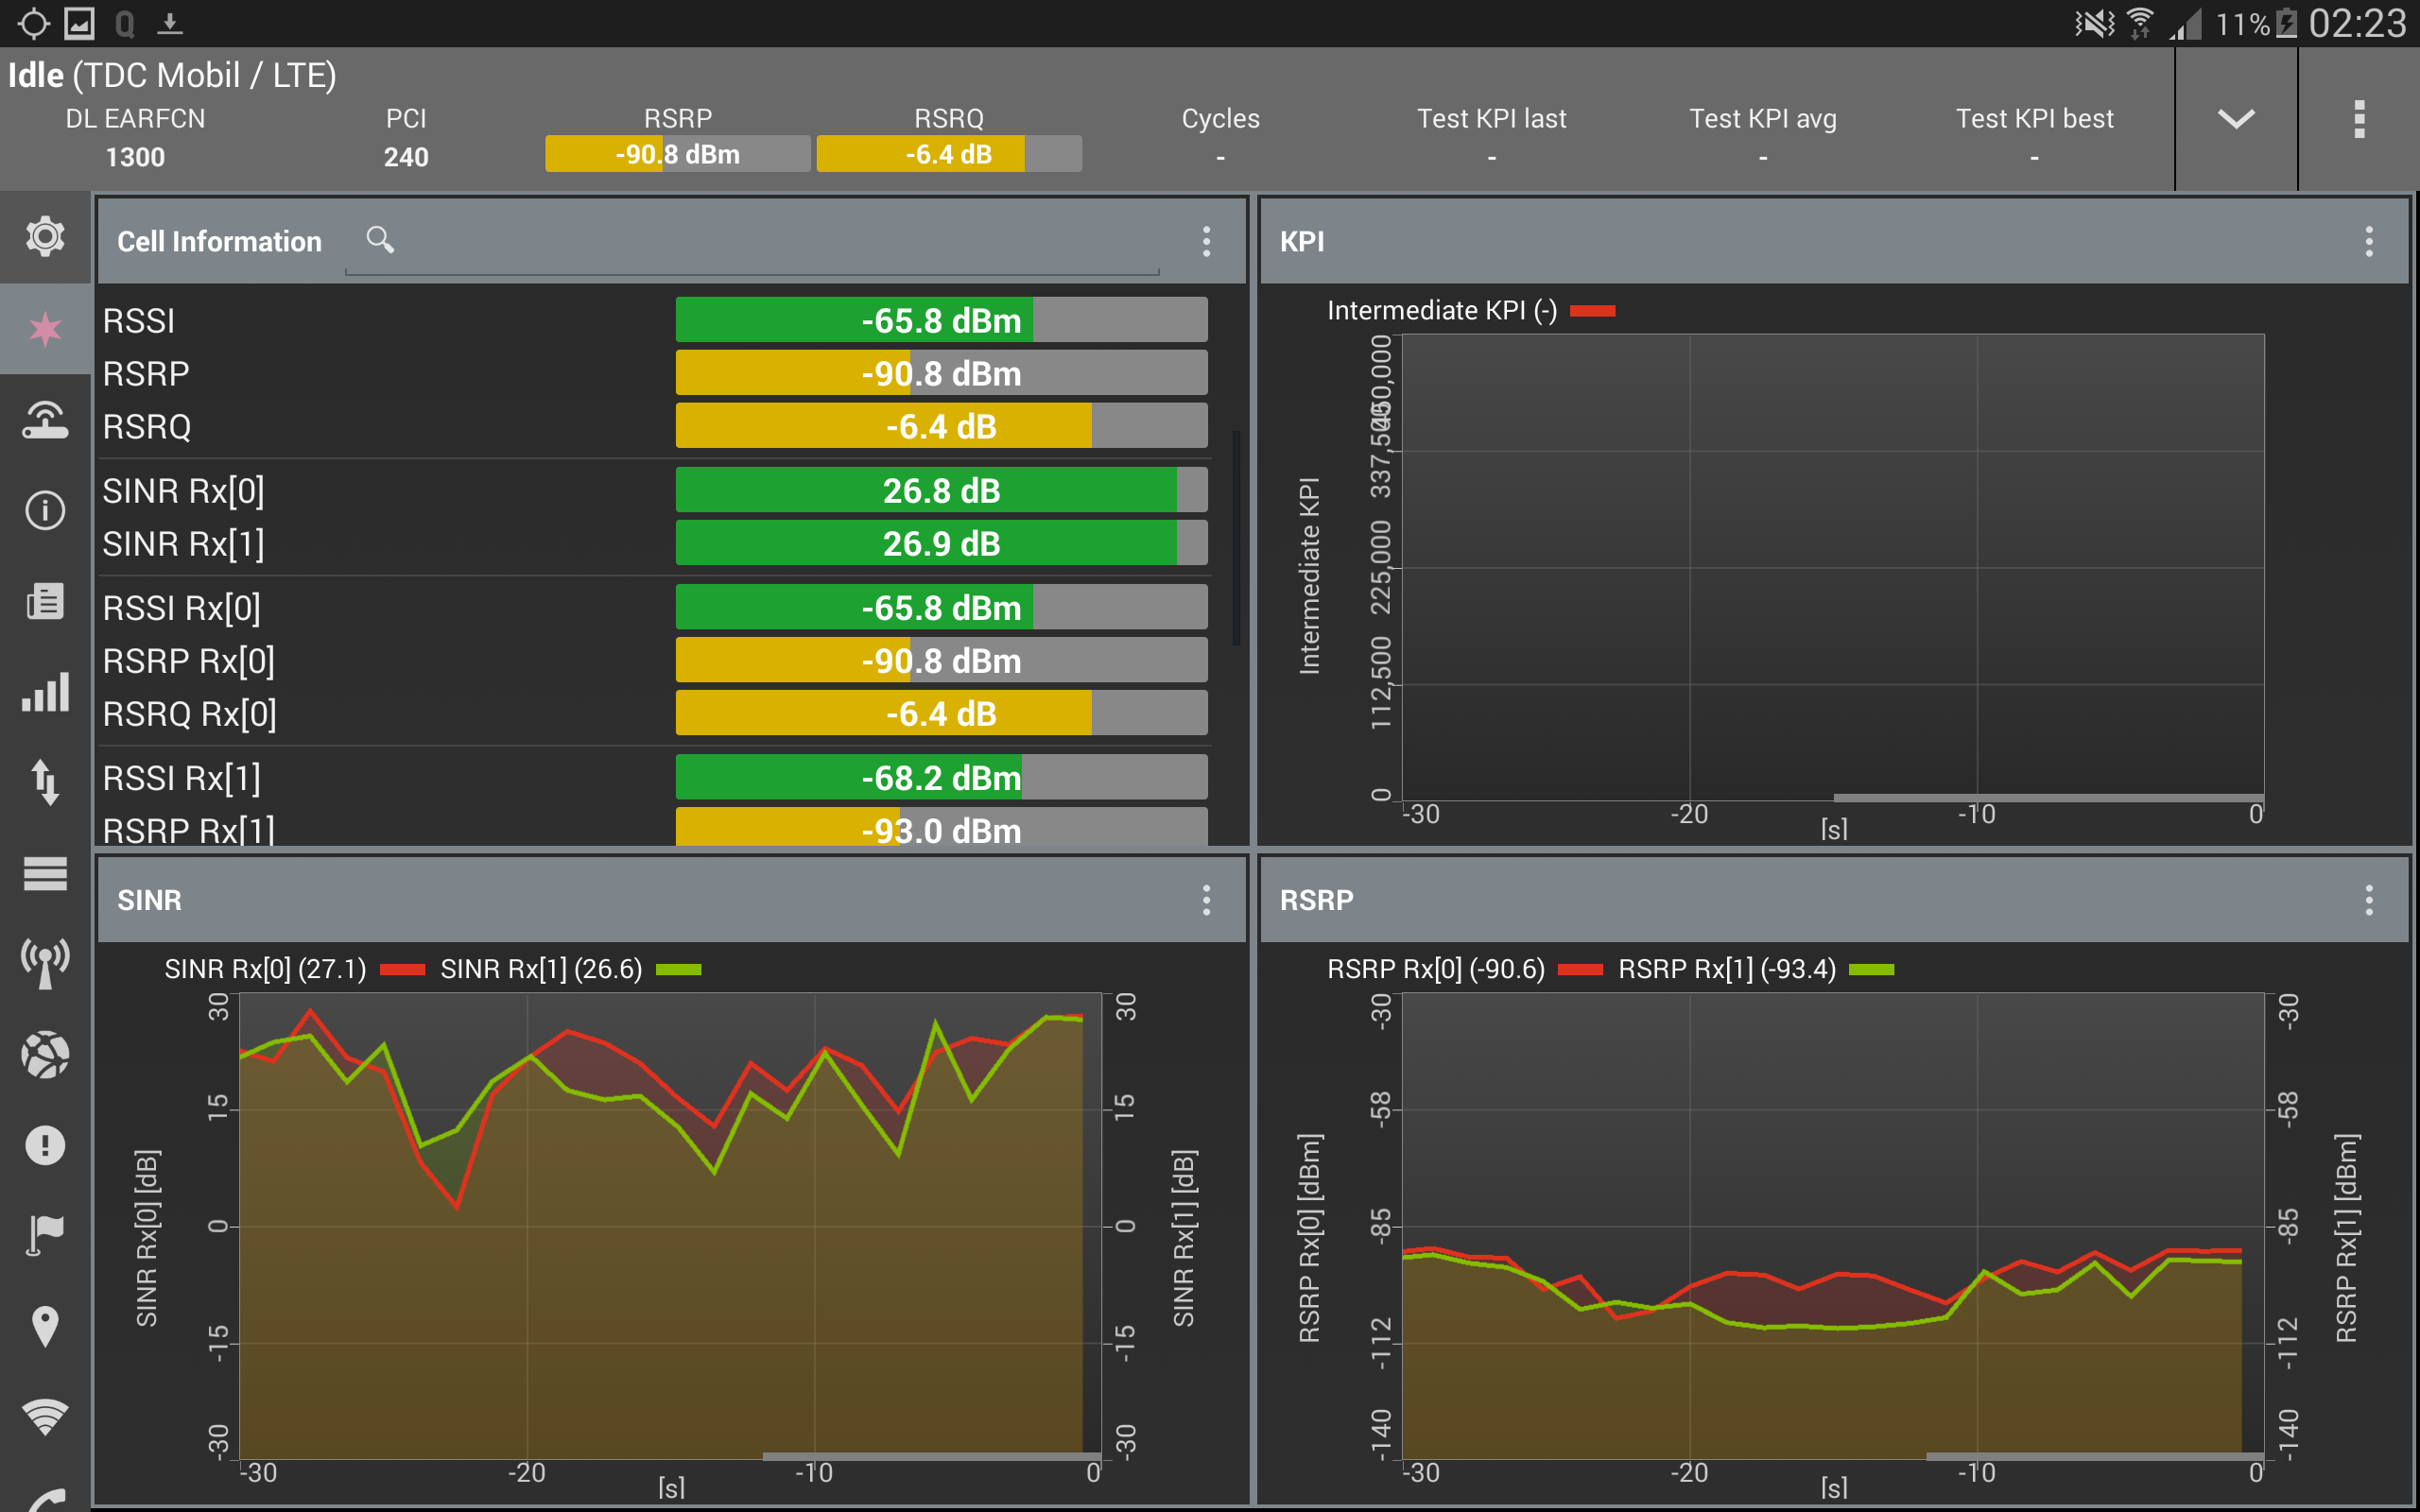 11% 02:23
Idle (TDC Mobil / LTE)
DL EARFCN PCI RSRP RSRQ Cycles Test KPI last Test KPI avg Test KPI best
1300 240 -90.8 dBm -6.4 dB - - - -
Cell Information
RSSI -65.8 dBm
RSRP -90.8 dBm
RSRQ -6.4 dB
SINR Rx[0] 26.8 dB
SINR Rx[1] 26.9 dB
RSSI Rx[0] -65.8 dBm
RSRP Rx[0] -90.8 dBm
RSRQ Rx[0] -6.4 dB
RSSI Rx[1] -68.2 dBm
RSRP Rx[1] -93.0 dBm
KPI
Intermediate KPI (-)
Intermediate KPI
450,000
337,500
225,000
112,500
0
-30 -20 -10 0
[s]
SINR
SINR Rx[0] (27.1) SINR Rx[1] (26.6)
SINR Rx[0] [dB]
30
15
0
-15
-30
30
15
0
-15
-30
SINR Rx[1] [dB]
-30 -20 -10 0
[s]
RSRP
RSRP Rx[0] (-90.6) RSRP Rx[1] (-93.4)
RSRP Rx[0] [dBm]
-30
-58
-85
-112
-140
-30
-58
-85
-112
-140
RSRP Rx[1] [dBm]
-30 -20 -10 0
[s]